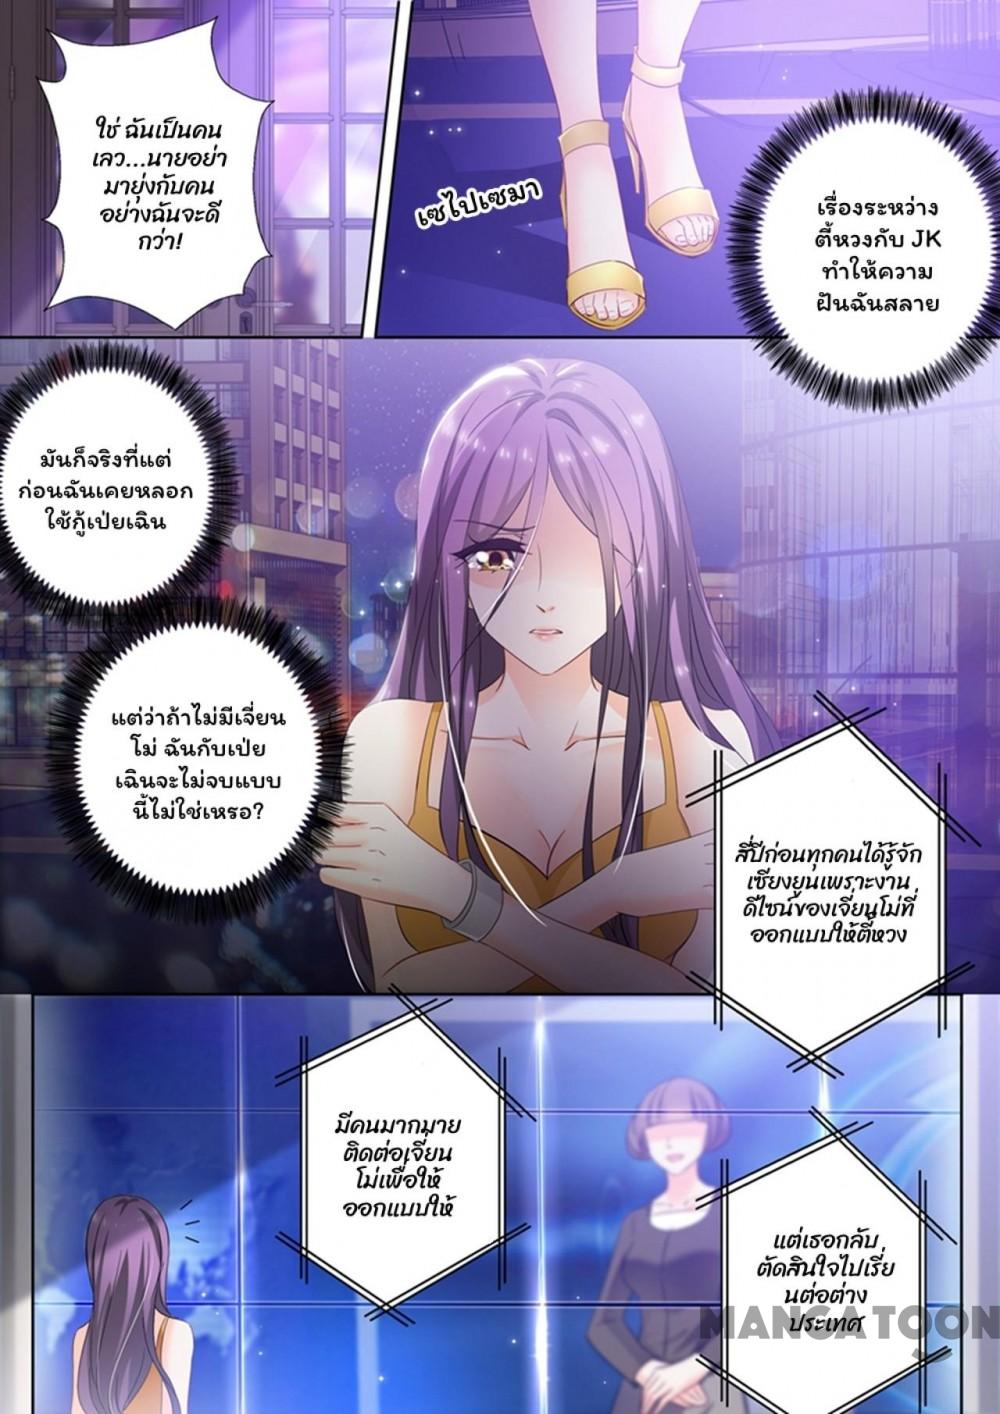 ใช่ ฉันเป็นคน
เลว...นายอย่า
มายุ่งกับคน
อย่างฉันจะดี
กว่า!
เซไปเซมา
เรื่องระหว่าง
ตี้หวงกับ JK
ทำให้ความ
ฝันฉันสลาย
มันก็จริงที่แต่
ก่อนฉันเคยหลอก
ใช้กู้เป่ยเฉิน
แต่ว่าถ้าไม่มีเจี่ยน
โม่ ฉันกับเป่ย
เฉินจะไม่จบแบบ
นี้ไม่ใช่เหรอ?
สี่ปีก่อนทุกคนได้รู้จัก
เซียงยูนเพราะงาน
ดีไซน์ของเจี่ยนโม่ที่
ออกแบบให้ตี้หวง
มีคนมากมาย
ติดต่อเจี่ยน
โม่เพื่อให้
ออกแบบให้
แต่เธอกลับ
ตัดสินใจไปเรี่ย
นต่อต่าง
ประเทศ
MANGATOON